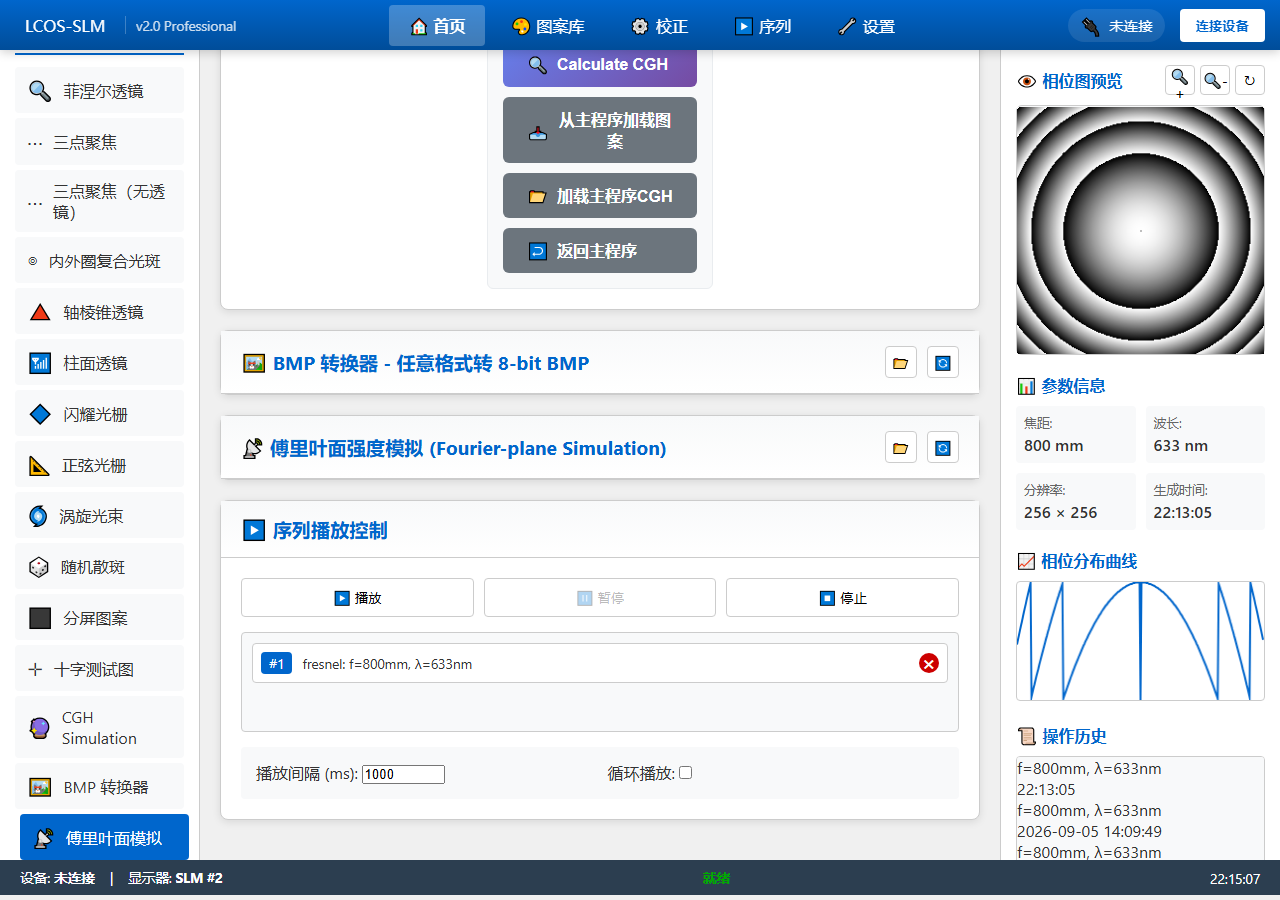 LCOS-SLM
v2.0 Professional
首页
图案库
校正
序列
设置
未连接
连接设备
菲涅尔透镜
三点聚焦
三点聚焦（无透
镜）
内外圈复合光斑
轴棱锥透镜
柱面透镜
闪耀光栅
正弦光栅
涡旋光束
随机散斑
分屏图案
十字测试图
CGH
Simulation
BMP 转换器
傅里叶面模拟
Calculate CGH
从主程序加载图
案
加载主程序CGH
返回主程序
BMP 转换器 - 任意格式转 8-bit BMP
傅里叶面强度模拟 (Fourier-plane Simulation)
序列播放控制
播放
暂停
停止
#1 fresnel: f=800mm, λ=633nm
播放间隔 (ms): 1000
循环播放:
相位图预览
+
-
↻
参数信息
焦距:
800 mm
波长:
633 nm
分辨率:
256 × 256
生成时间:
22:13:05
相位分布曲线
操作历史
f=800mm, λ=633nm
22:13:05
f=800mm, λ=633nm
2026-09-05 14:09:49
f=800mm, λ=633nm
设备: 未连接 | 显示器: SLM #2
就绪
22:15:07